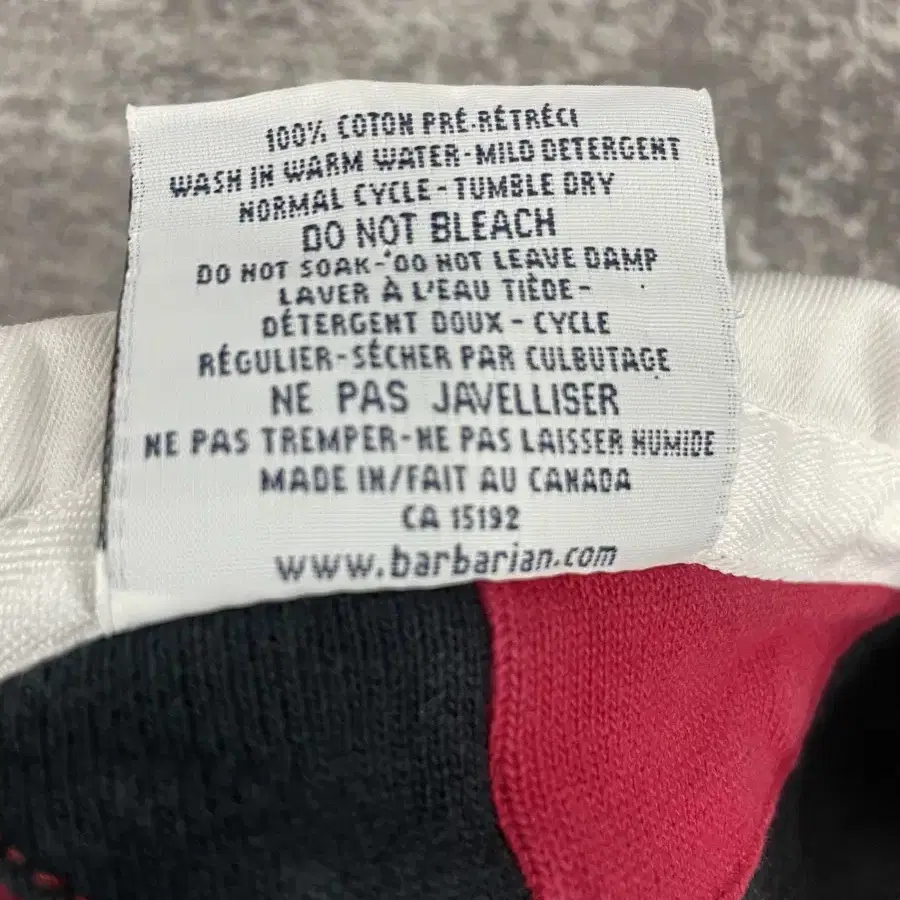 100% COTON PRÉ-RÉTRÉCI
WASH IN WARM WATER-MILD DETERGENT
NORMAL CYCLE-TUMBLE DRY
DO NOT BLEACH
DO NOT SOAK-DO NOT LEAVE DAMP
LAVER À L'EAU TIÈDE-
DÉTERGENT DOUX-CYCLE
RÉGULIER-SÉCHER PAR CULBUTAGE
NE PAS JAVELLISER
NE PAS TREMPER-NE PAS LAISSER HUMIDE
MADE IN/FAIT AU CANADA
CA 15192
www.barbarian.com